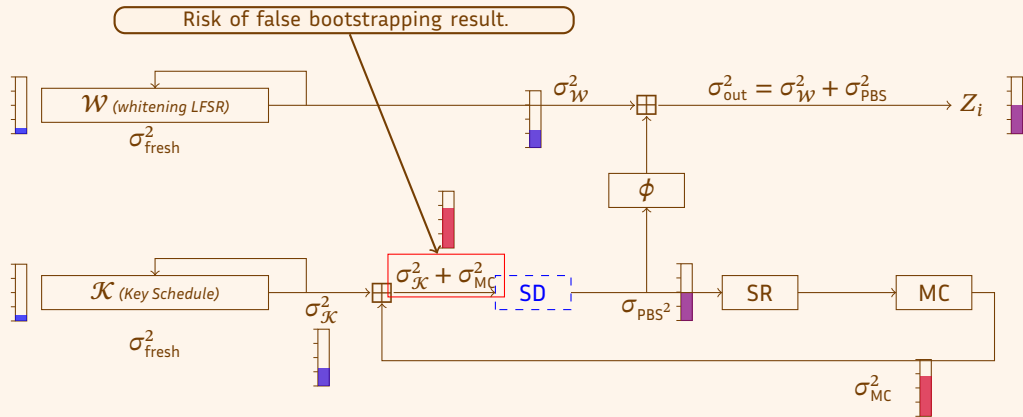 Risk of false bootstrapping result.
𝒲 (whitening LFSR)
σ²_fresh
σ²_𝒲
σ²_out = σ²_𝒲 + σ²_PBS
Z_i
ϕ
σ²_𝒦 + σ²_MC
𝒦 (Key Schedule)
σ²_fresh
σ²_𝒦
SD
σ_PBS²
SR
MC
σ²_MC